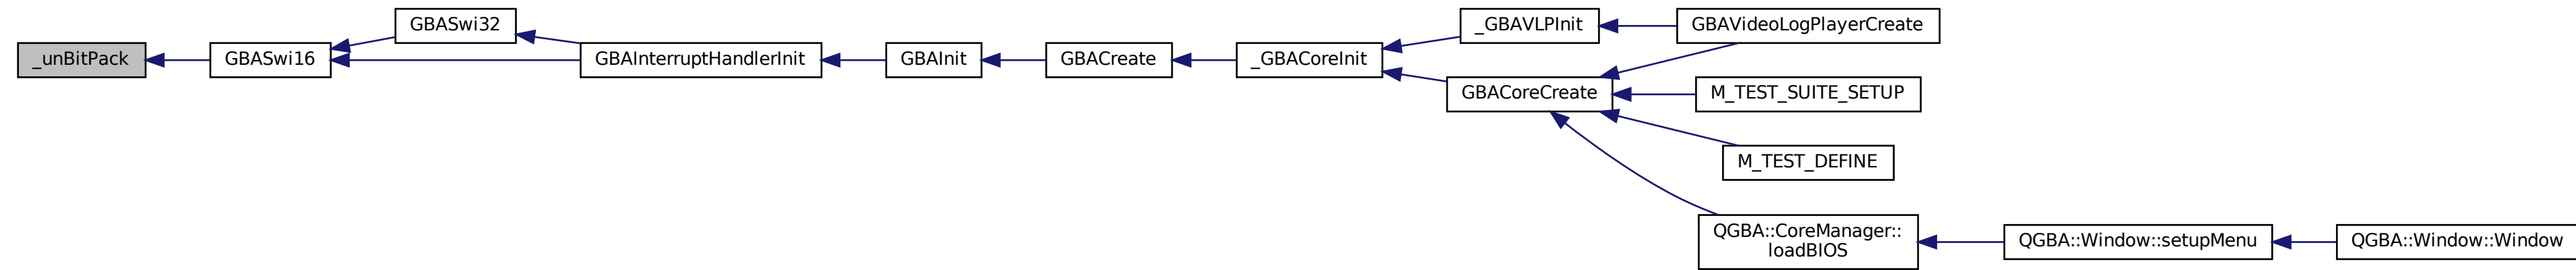 _unBitPack
GBASwi16
GBASwi32
GBAInterruptHandlerInit
GBAInit
GBACreate
_GBACoreInit
_GBAVLPInit
GBAVideoLogPlayerCreate
GBACoreCreate
M_TEST_SUITE_SETUP
M_TEST_DEFINE
QGBA::CoreManager::
loadBIOS
QGBA::Window::setupMenu
QGBA::Window::Window